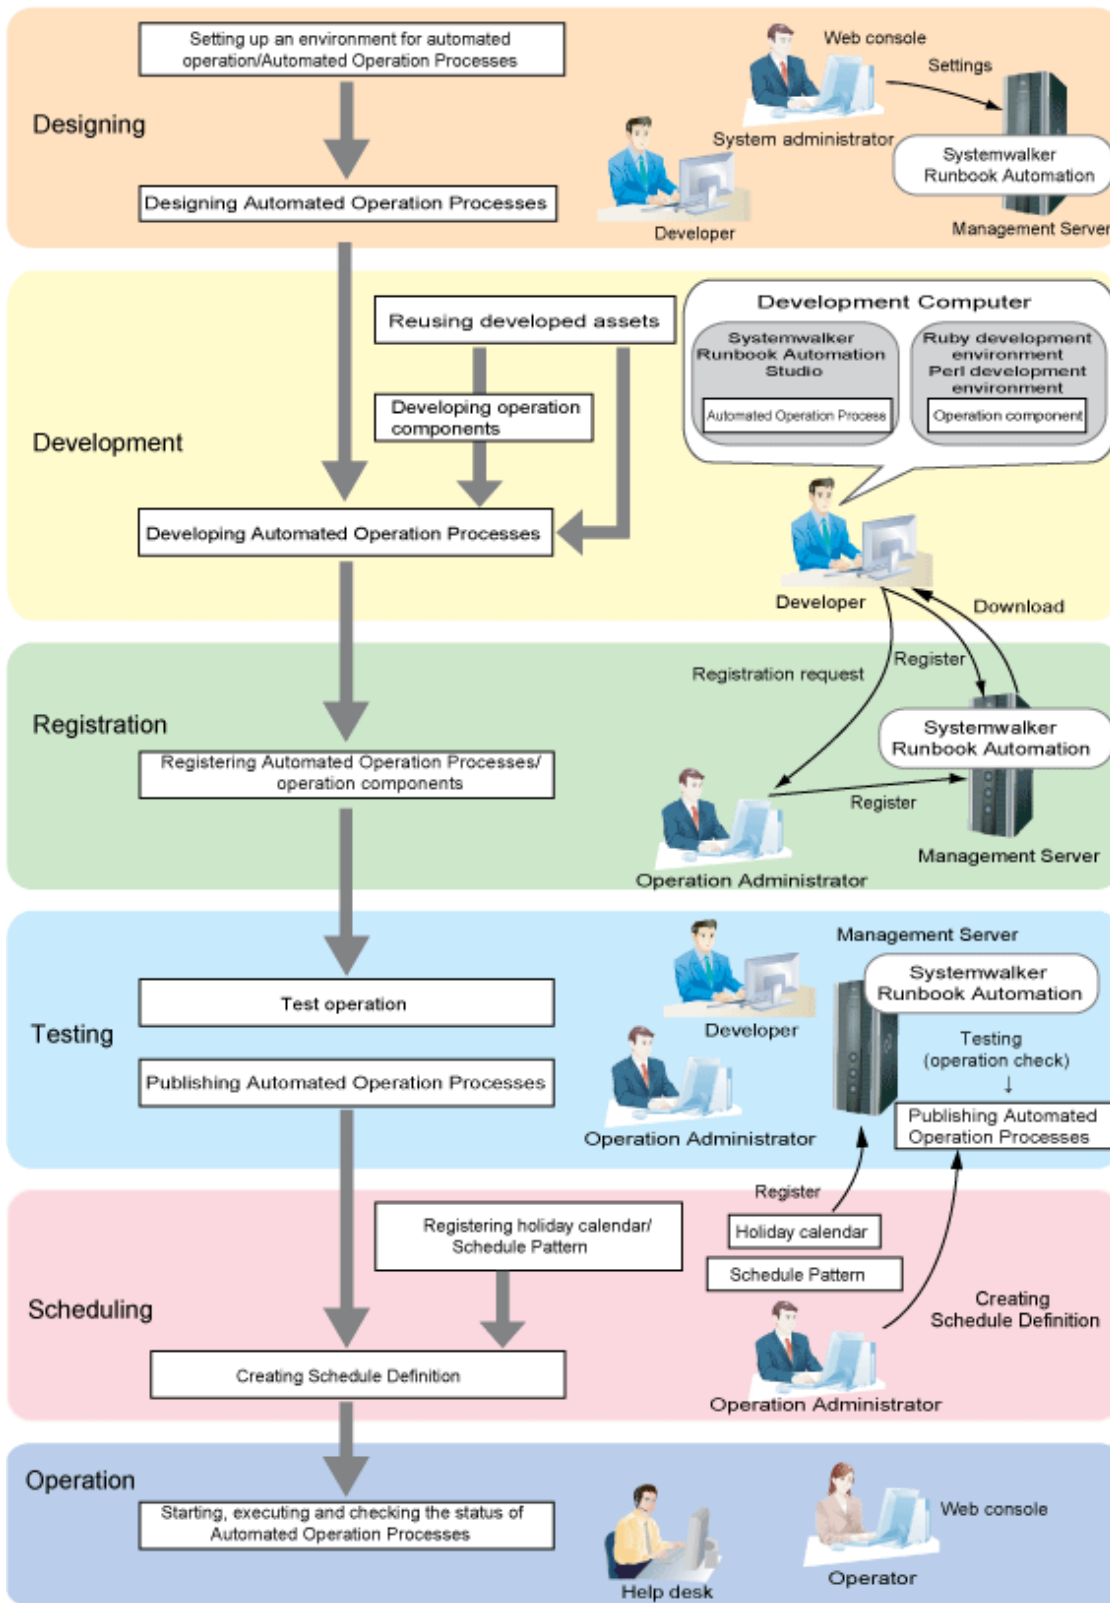 Setting up an environment for automated
operation/Automated Operation Processes
Web console
Settings
Designing
System administrator
Systemwalker
Runbook Automation
Designing Automated Operation Processes
Developer
Management Server
Development Computer
Reusing developed assets
Systemwalker
Runbook Automation
Studio
Automated Operation Process
Ruby development
environment
Perl development
environment
Operation component
Developing operation
components
Development
Developing Automated Operation Processes
Developer
Download
Register
Registration request
Registration
Systemwalker
Runbook Automation
Registering Automated Operation Processes/
operation components
Register
Management Server
Operation Administrator
Management Server
Systemwalker
Runbook Automation
Test operation
Developer
Testing
Testing
(operation check)
↓
Publishing Automated Operation Processes
Publishing Automated
Operation Processes
Operation Administrator
Register
Registering holiday calendar/
Schedule Pattern
Holiday calendar
Schedule Pattern
Scheduling
Creating
Schedule Definition
Creating Schedule Definition
Operation Administrator
Operation
Starting, executing and checking the status of
Automated Operation Processes
Web console
Help desk
Operator